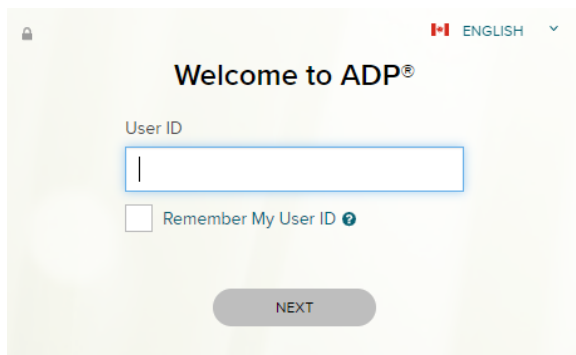 ENGLISH
Welcome to ADP®
User ID
Remember My User ID ?
NEXT